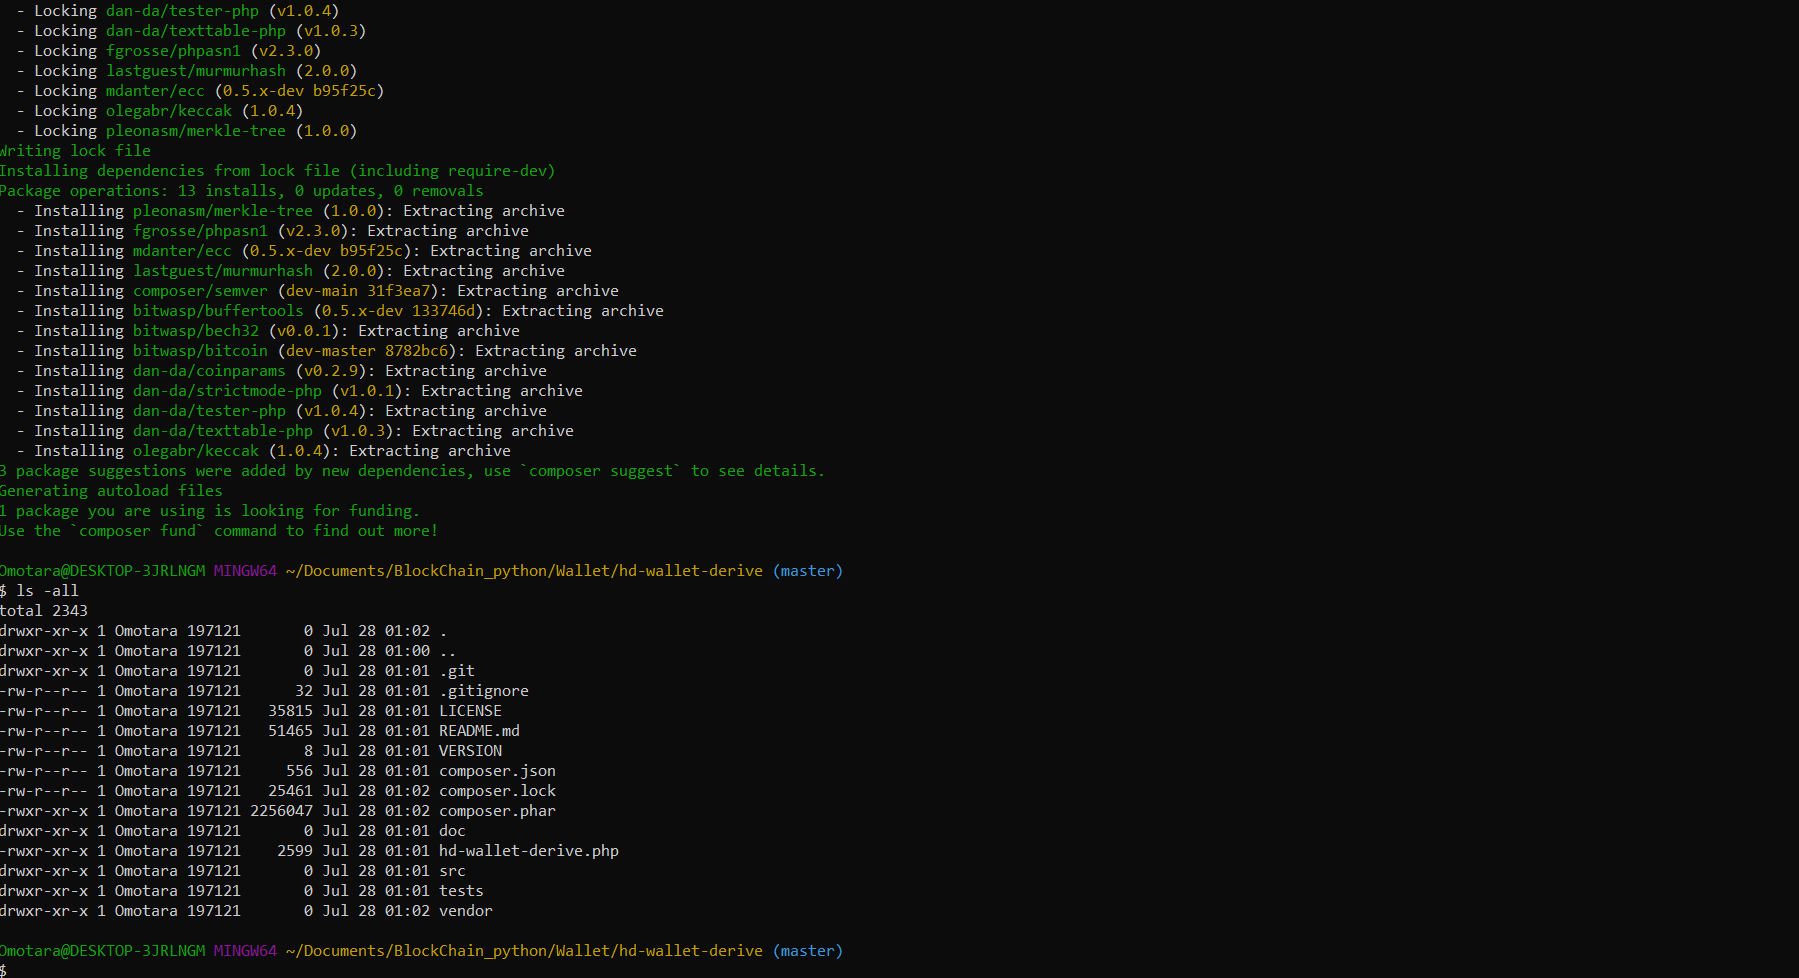 - Locking dan-da/tester-php (v1.0.4)
- Locking dan-da/texttable-php (v1.0.3)
- Locking fgrosse/phpasn1 (v2.3.0)
- Locking lastguest/murmurhash (2.0.0)
- Locking mdanter/ecc (0.5.x-dev b95f25c)
- Locking olegabr/keccak (1.0.4)
- Locking pleonasm/merkle-tree (1.0.0)
Writing lock file
Installing dependencies from lock file (including require-dev)
Package operations: 13 installs, 0 updates, 0 removals
- Installing pleonasm/merkle-tree (1.0.0): Extracting archive
- Installing fgrosse/phpasn1 (v2.3.0): Extracting archive
- Installing mdanter/ecc (0.5.x-dev b95f25c): Extracting archive
- Installing lastguest/murmurhash (2.0.0): Extracting archive
- Installing composer/semver (dev-main 31f3ea7): Extracting archive
- Installing bitwasp/buffertools (0.5.x-dev 133746d): Extracting archive
- Installing bitwasp/bech32 (v0.0.1): Extracting archive
- Installing bitwasp/bitcoin (dev-master 8782bc6): Extracting archive
- Installing dan-da/coinparams (v0.2.9): Extracting archive
- Installing dan-da/strictmode-php (v1.0.1): Extracting archive
- Installing dan-da/tester-php (v1.0.4): Extracting archive
- Installing dan-da/texttable-php (v1.0.3): Extracting archive
- Installing olegabr/keccak (1.0.4): Extracting archive
3 package suggestions were added by new dependencies, use `composer suggest` to see details.
Generating autoload files
1 package you are using is looking for funding.
Use the `composer fund` command to find out more!
Omotara@DESKTOP-3JRLNGM MINGW64 ~/Documents/BlockChain_python/Wallet/hd-wallet-derive (master)
$ ls -all
total 2343
drwxr-xr-x 1 Omotara 197121 0 Jul 28 01:02 .
drwxr-xr-x 1 Omotara 197121 0 Jul 28 01:00 ..
drwxr-xr-x 1 Omotara 197121 0 Jul 28 01:01 .git
-rw-r--r-- 1 Omotara 197121 32 Jul 28 01:01 .gitignore
-rw-r--r-- 1 Omotara 197121 35815 Jul 28 01:01 LICENSE
-rw-r--r-- 1 Omotara 197121 51465 Jul 28 01:01 README.md
-rw-r--r-- 1 Omotara 197121 8 Jul 28 01:01 VERSION
-rw-r--r-- 1 Omotara 197121 556 Jul 28 01:01 composer.json
-rw-r--r-- 1 Omotara 197121 25461 Jul 28 01:02 composer.lock
-rwxr-xr-x 1 Omotara 197121 2256047 Jul 28 01:02 composer.phar
drwxr-xr-x 1 Omotara 197121 0 Jul 28 01:01 doc
-rwxr-xr-x 1 Omotara 197121 2599 Jul 28 01:01 hd-wallet-derive.php
drwxr-xr-x 1 Omotara 197121 0 Jul 28 01:01 src
drwxr-xr-x 1 Omotara 197121 0 Jul 28 01:01 tests
drwxr-xr-x 1 Omotara 197121 0 Jul 28 01:02 vendor
Omotara@DESKTOP-3JRLNGM MINGW64 ~/Documents/BlockChain_python/Wallet/hd-wallet-derive (master)
$